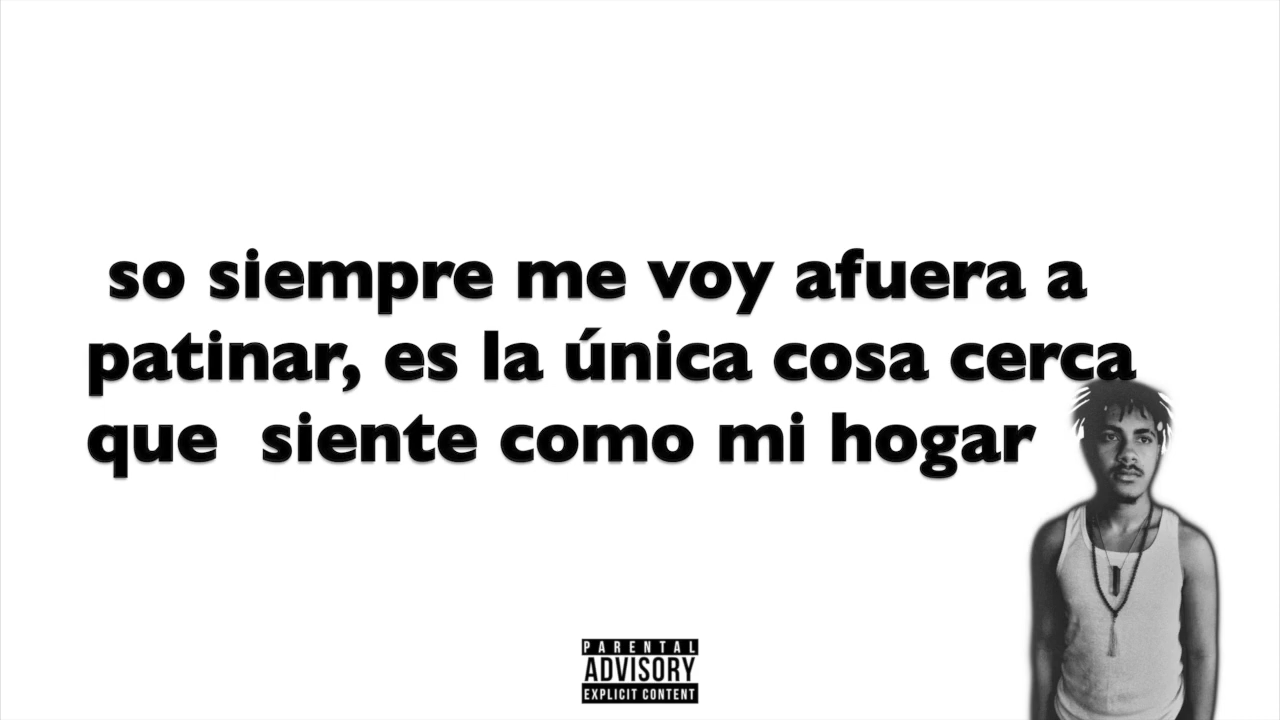 so siempre me voy afuera a
patinar, es la única cosa cerca
que  siente como mi hogar
PARENTAL
ADVISORY
EXPLICIT CONTENT